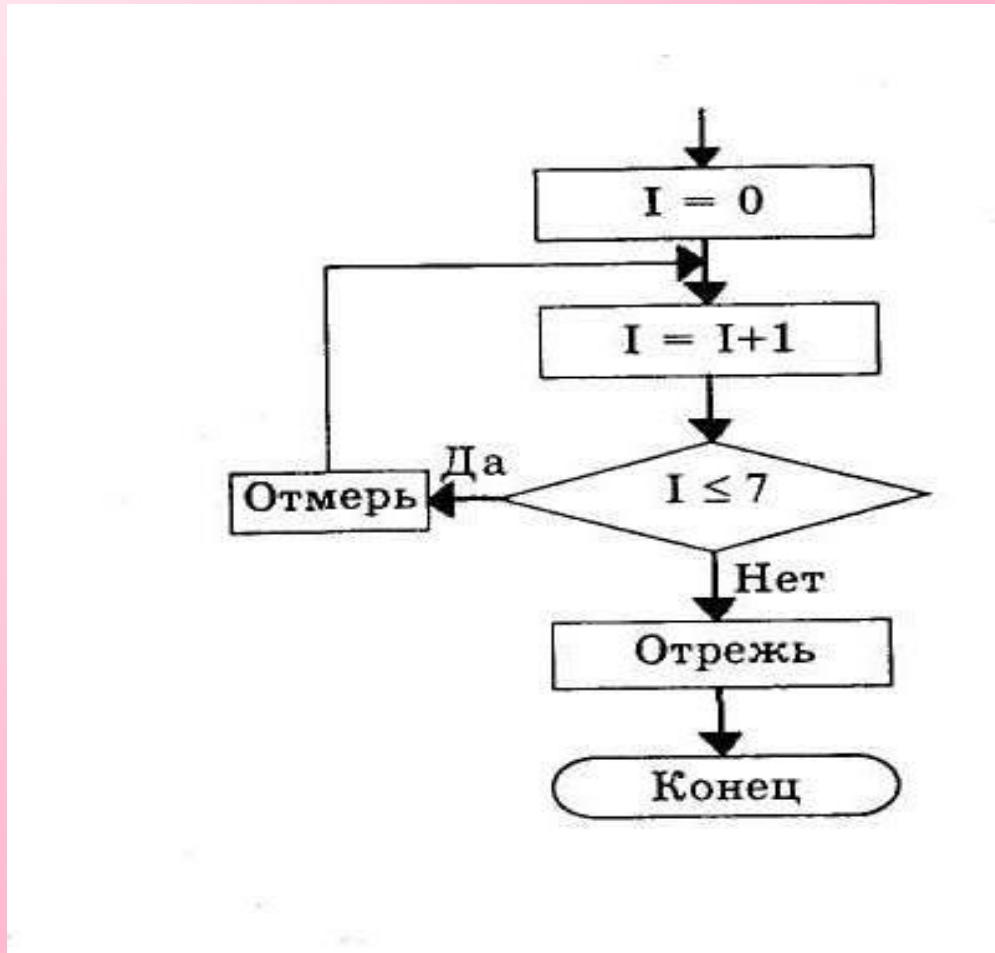 I = 0
I = I+1
Да
I ≤ 7
Отмерь
Нет
Отрежь
Конец